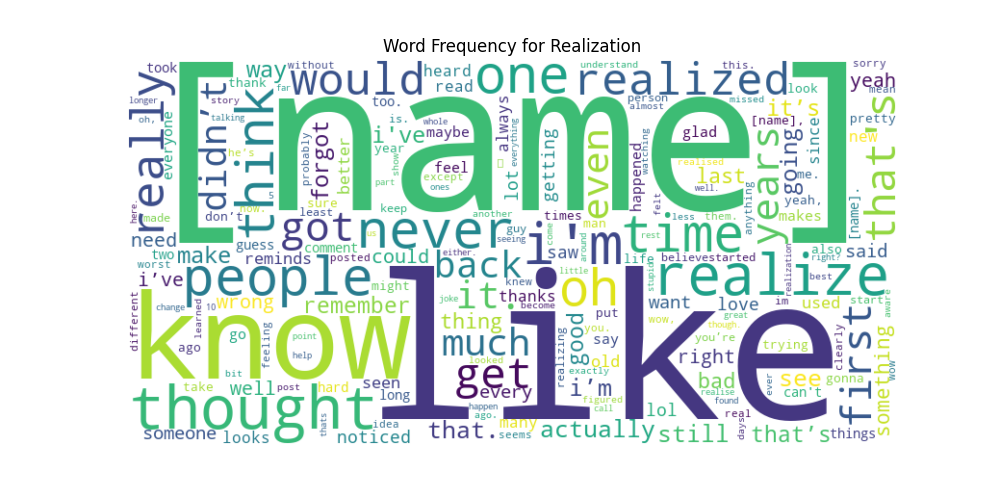 Word Frequency for Realization
took
without
understand
this.
sorry
[name]
way
would
heard
one
realized
yeah
thank
far
look
mean
longer
story
read
too.
person
almost
missed
it's
pretty
oh,
talking
is.
i've
maybe
always
everything
glad
[name],
new
really
everyone
didn't
think
he's
probably
forgot
better
year
whole
show
feel
lot
getting
even
happened
watching
realised
last
years
going
since
that's
part
except
ones
well.
me.
5
sure
keep
felt
anything
yeah,
here.
made
don't
now.
least
another
times
man
less
them.
makes
[name].
need
guess
comment
got
never
i'm
time
come
rest
two
make
reminds
posted
us
could
back
either.
guy
seeing
saw
around
life
believe
started
realization
also
right?
said
i've
worst
people
might
knew
little
stupid
realize
best
wrong
remember
it.
joke
thanks
become
oh
want
love
im
used
start
aware
different
change
learned
10
know
like
thing
put
wow,
great
though.
you're
go
point
much
realizing
good
you.
say
trying
clearly
first
something
wow
ago
feeling
help
looked
exactly
old
right
bit
seen
get
every
i'm
bad
realise
ever
see
gonna
thought
take
well
post
hard
long
happen
ago.
figured
call
found
real
can't
days
lol
someone
looks
thats
idea
noticed
that.
seems
many
actually
still
that's
things